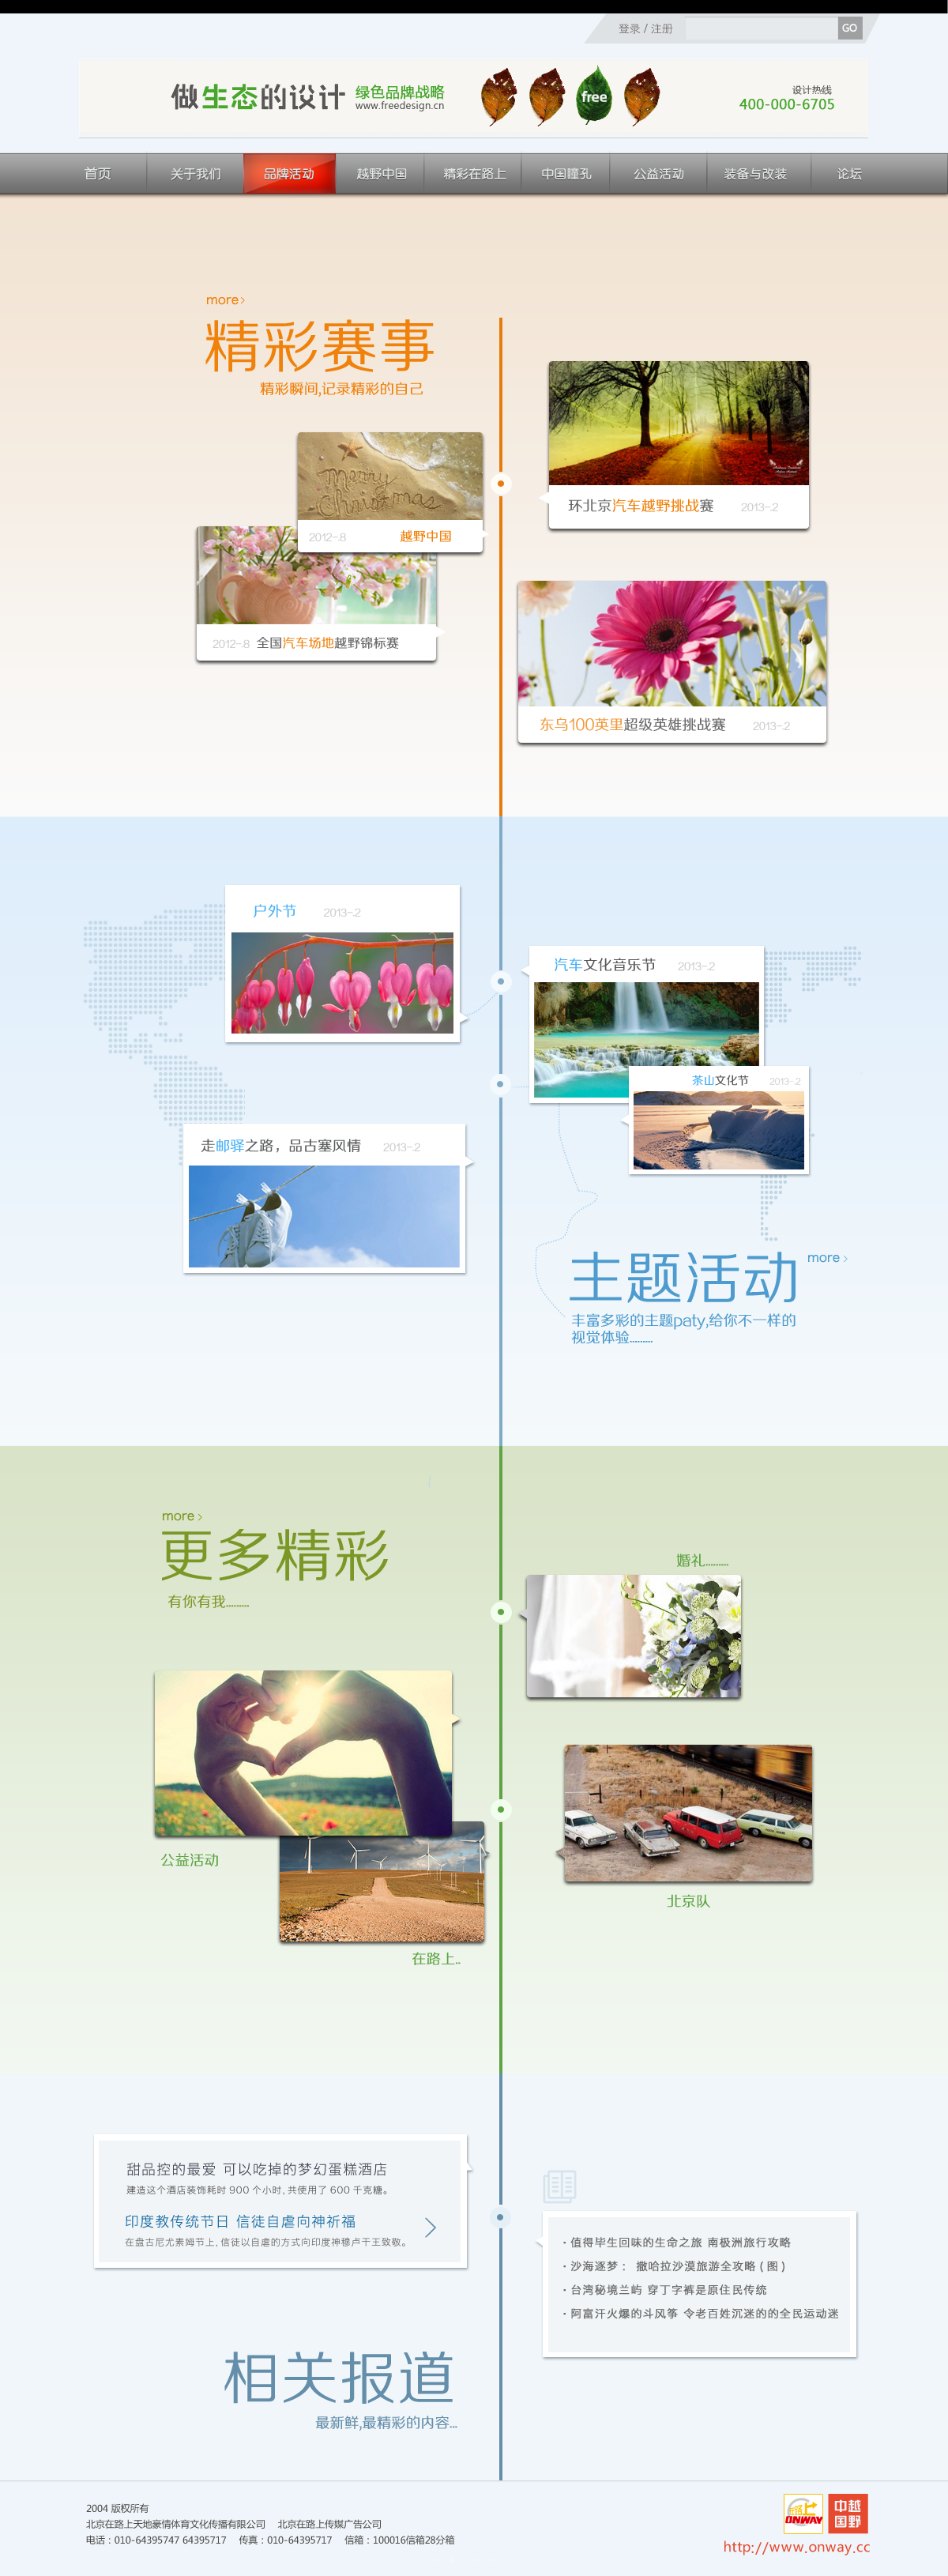 登录 / 注册
GO
做生态的设计
绿色品牌战略
www.freedesign.cn
free
设计热线
400-000-6705
首页 关于我们 品牌活动 越野中国 精彩在路上 中国瞳孔 公益活动 装备与改装 论坛
more›
精彩赛事
精彩瞬间,记录精彩的自己
环北京汽车越野挑战赛 2013-.2
Merry
Christmas
2012-.8 越野中国
2012-.8 全国汽车场地越野锦标赛
东乌100英里超级英雄挑战赛 2013-.2
户外节 2013-.2
汽车文化音乐节 2013-.2
茶山文化节 2013-.2
走邮驿之路，品古塞风情 2013-.2
主题活动
more ›
丰富多彩的主题paty,给你不一样的
视觉体验.........
more ›
更多精彩
有你有我.........
婚礼.........
公益活动
北京队
在路上..
甜品控的最爱 可以吃掉的梦幻蛋糕酒店
建造这个酒店装饰耗时 900 个小时, 共使用了 600 千克糖。
印度教传统节日 信徒自虐向神祈福
在盘古尼尤索姆节上, 信徒以自虐的方式向印度神穆卢干王致敬。
· 值得毕生回味的生命之旅 南极洲旅行攻略
· 沙海逐梦： 撒哈拉沙漠旅游全攻略 ( 图 )
· 台湾秘境兰屿 穿丁字裤是原住民传统
· 阿富汗火爆的斗风筝 令老百姓沉迷的的全民运动迷
相关报道
最新鲜,最精彩的内容...
2004 版权所有
北京在路上天地豪情体育文化传播有限公司 北京在路上传媒广告公司
电话：010-64395747 64395717 传真：010-64395717 信箱：100016信箱28分箱
ONWAY
中越
国野
http://www.onway.cc